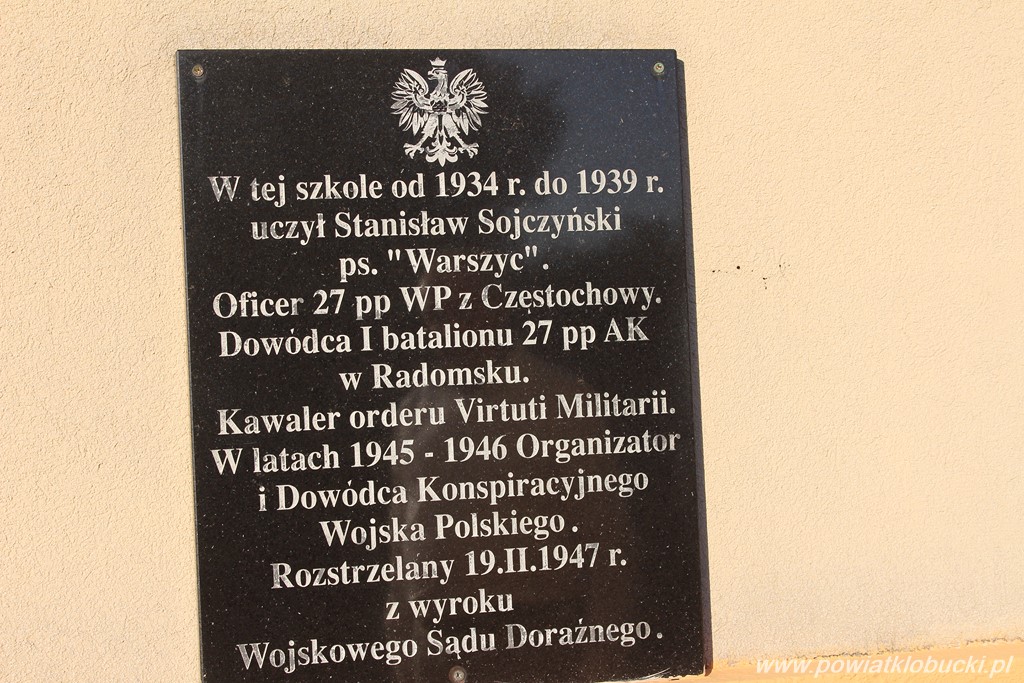 W tej szkole od 1934 r. do 1939 r.
uczył Stanisław Sojczyński
ps. "Warszyc".
Oficer 27 pp WP z Częstochowy.
Dowódca I batalionu 27 pp AK
w Radomsku.
Kawaler orderu Virtuti Militarii.
W latach 1945 - 1946 Organizator
i Dowódca Konspiracyjnego
Wojska Polskiego.
Rozstrzelany 19.II.1947 r.
z wyroku
Wojskowego Sądu Doraźnego.
www.powiatklobucki.pl